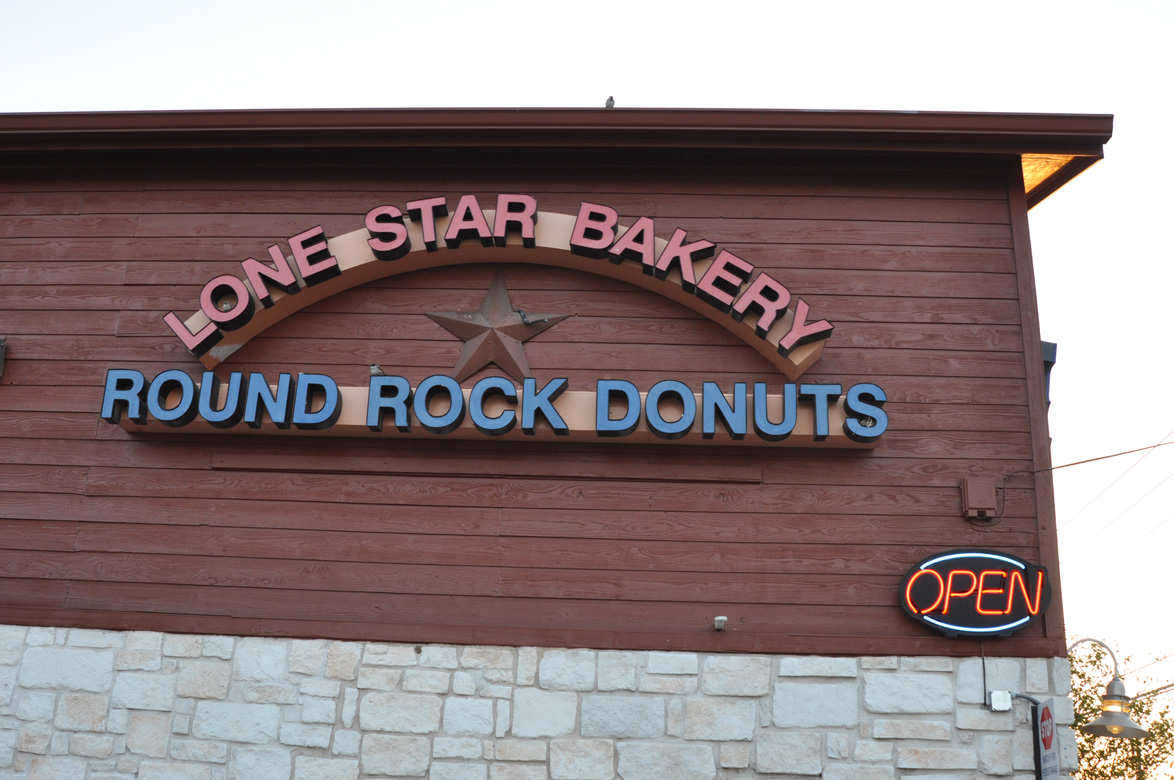 LONE STAR BAKERY
ROUND ROCK DONUTS
OPEN
STOP